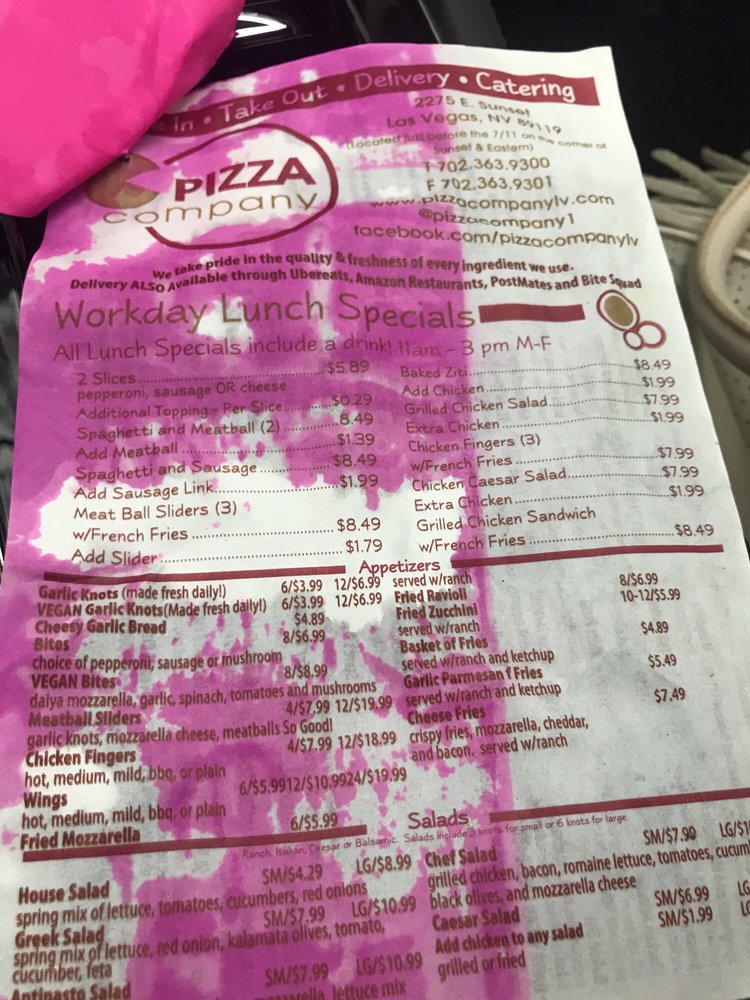 In • Take Out • Delivery • Catering
PIZZA
company
2275 E. Sunset
Las Vegas, NV 89119
(Located just before the 7/11 on the corner of
Sunset & Eastern)
T 702.363.9300
F 702.363.9301
www.pizzacompanylv.com
@pizzacompany1
facebook.com/pizzacompanylv
We take pride in the quality & freshness of every ingredient we use.
Delivery ALSO Available through Ubereats, Amazon Restaurants, PostMates and Bite Squad
Workday Lunch Specials
All Lunch Specials include a drink! 11am - 3 pm M-F
2 Slices $5.89
pepperoni, sausage OR cheese
Additional Topping - Per Slice $0.29
Spaghetti and Meatball (2) 8.49
Add Meatball $1.39
Spaghetti and Sausage $8.49
Add Sausage Link $1.99
Meat Ball Sliders (3)
w/French Fries $8.49
Add Slider $1.79
Baked Ziti $8.49
Add Chicken $1.99
Grilled Chicken Salad $7.99
Extra Chicken $1.99
Chicken Fingers (3)
w/French Fries $7.99
Chicken Caesar Salad $7.99
Extra Chicken $1.99
Grilled Chicken Sandwich
w/French Fries $8.49
Appetizers
Garlic Knots (made fresh daily!) 6/$3.99 12/$6.99
VEGAN Garlic Knots(Made fresh daily!) 6/$3.99 12/$6.99
Cheesy Garlic Bread $4.89
Bites 8/$6.99
choice of pepperoni, sausage or mushroom
VEGAN Bites 8/$8.99
daiya mozzarella, garlic, spinach, tomatoes and mushrooms
Meatball Sliders 4/$7.99 12/$19.99
garlic knots, mozzarella cheese, meatballs So Good!
Chicken Fingers 4/$7.99 12/$18.99
hot, medium, mild, bbq, or plain
Wings 6/$5.99 12/$10.99 24/$19.99
hot, medium, mild, bbq, or plain
Fried Mozzarella 6/$5.99
served w/ranch
Fried Ravioli 8/$6.99
Fried Zucchini 10-12/$5.99
served w/ranch
Basket of Fries $4.89
served w/ranch and ketchup
Garlic Parmesan f Fries $5.49
served w/ranch and ketchup
Cheese Fries $7.49
crispy fries, mozzarella, cheddar,
and bacon. served w/ranch
Salads
Ranch, Italian, Caesar or Balsamic. Salads include 3 knots for small or 6 knots for large.
House Salad SM/$4.29 LG/$8.99
spring mix of lettuce, tomatoes, cucumbers, red onions
Greek Salad SM/$7.99 LG/$10.99
spring mix of lettuce, red onion, kalamata olives, tomato,
cucumber, feta
Antipasto Salad SM/$7.99 LG/$10.99
mozzarella, lettuce mix
Chef Salad SM/$7.99
grilled chicken, bacon, romaine lettuce, tomatoes,
black olives, and mozzarella cheese
Caesar Salad SM/$6.99
Add chicken to any salad SM/$1.99
grilled or fried